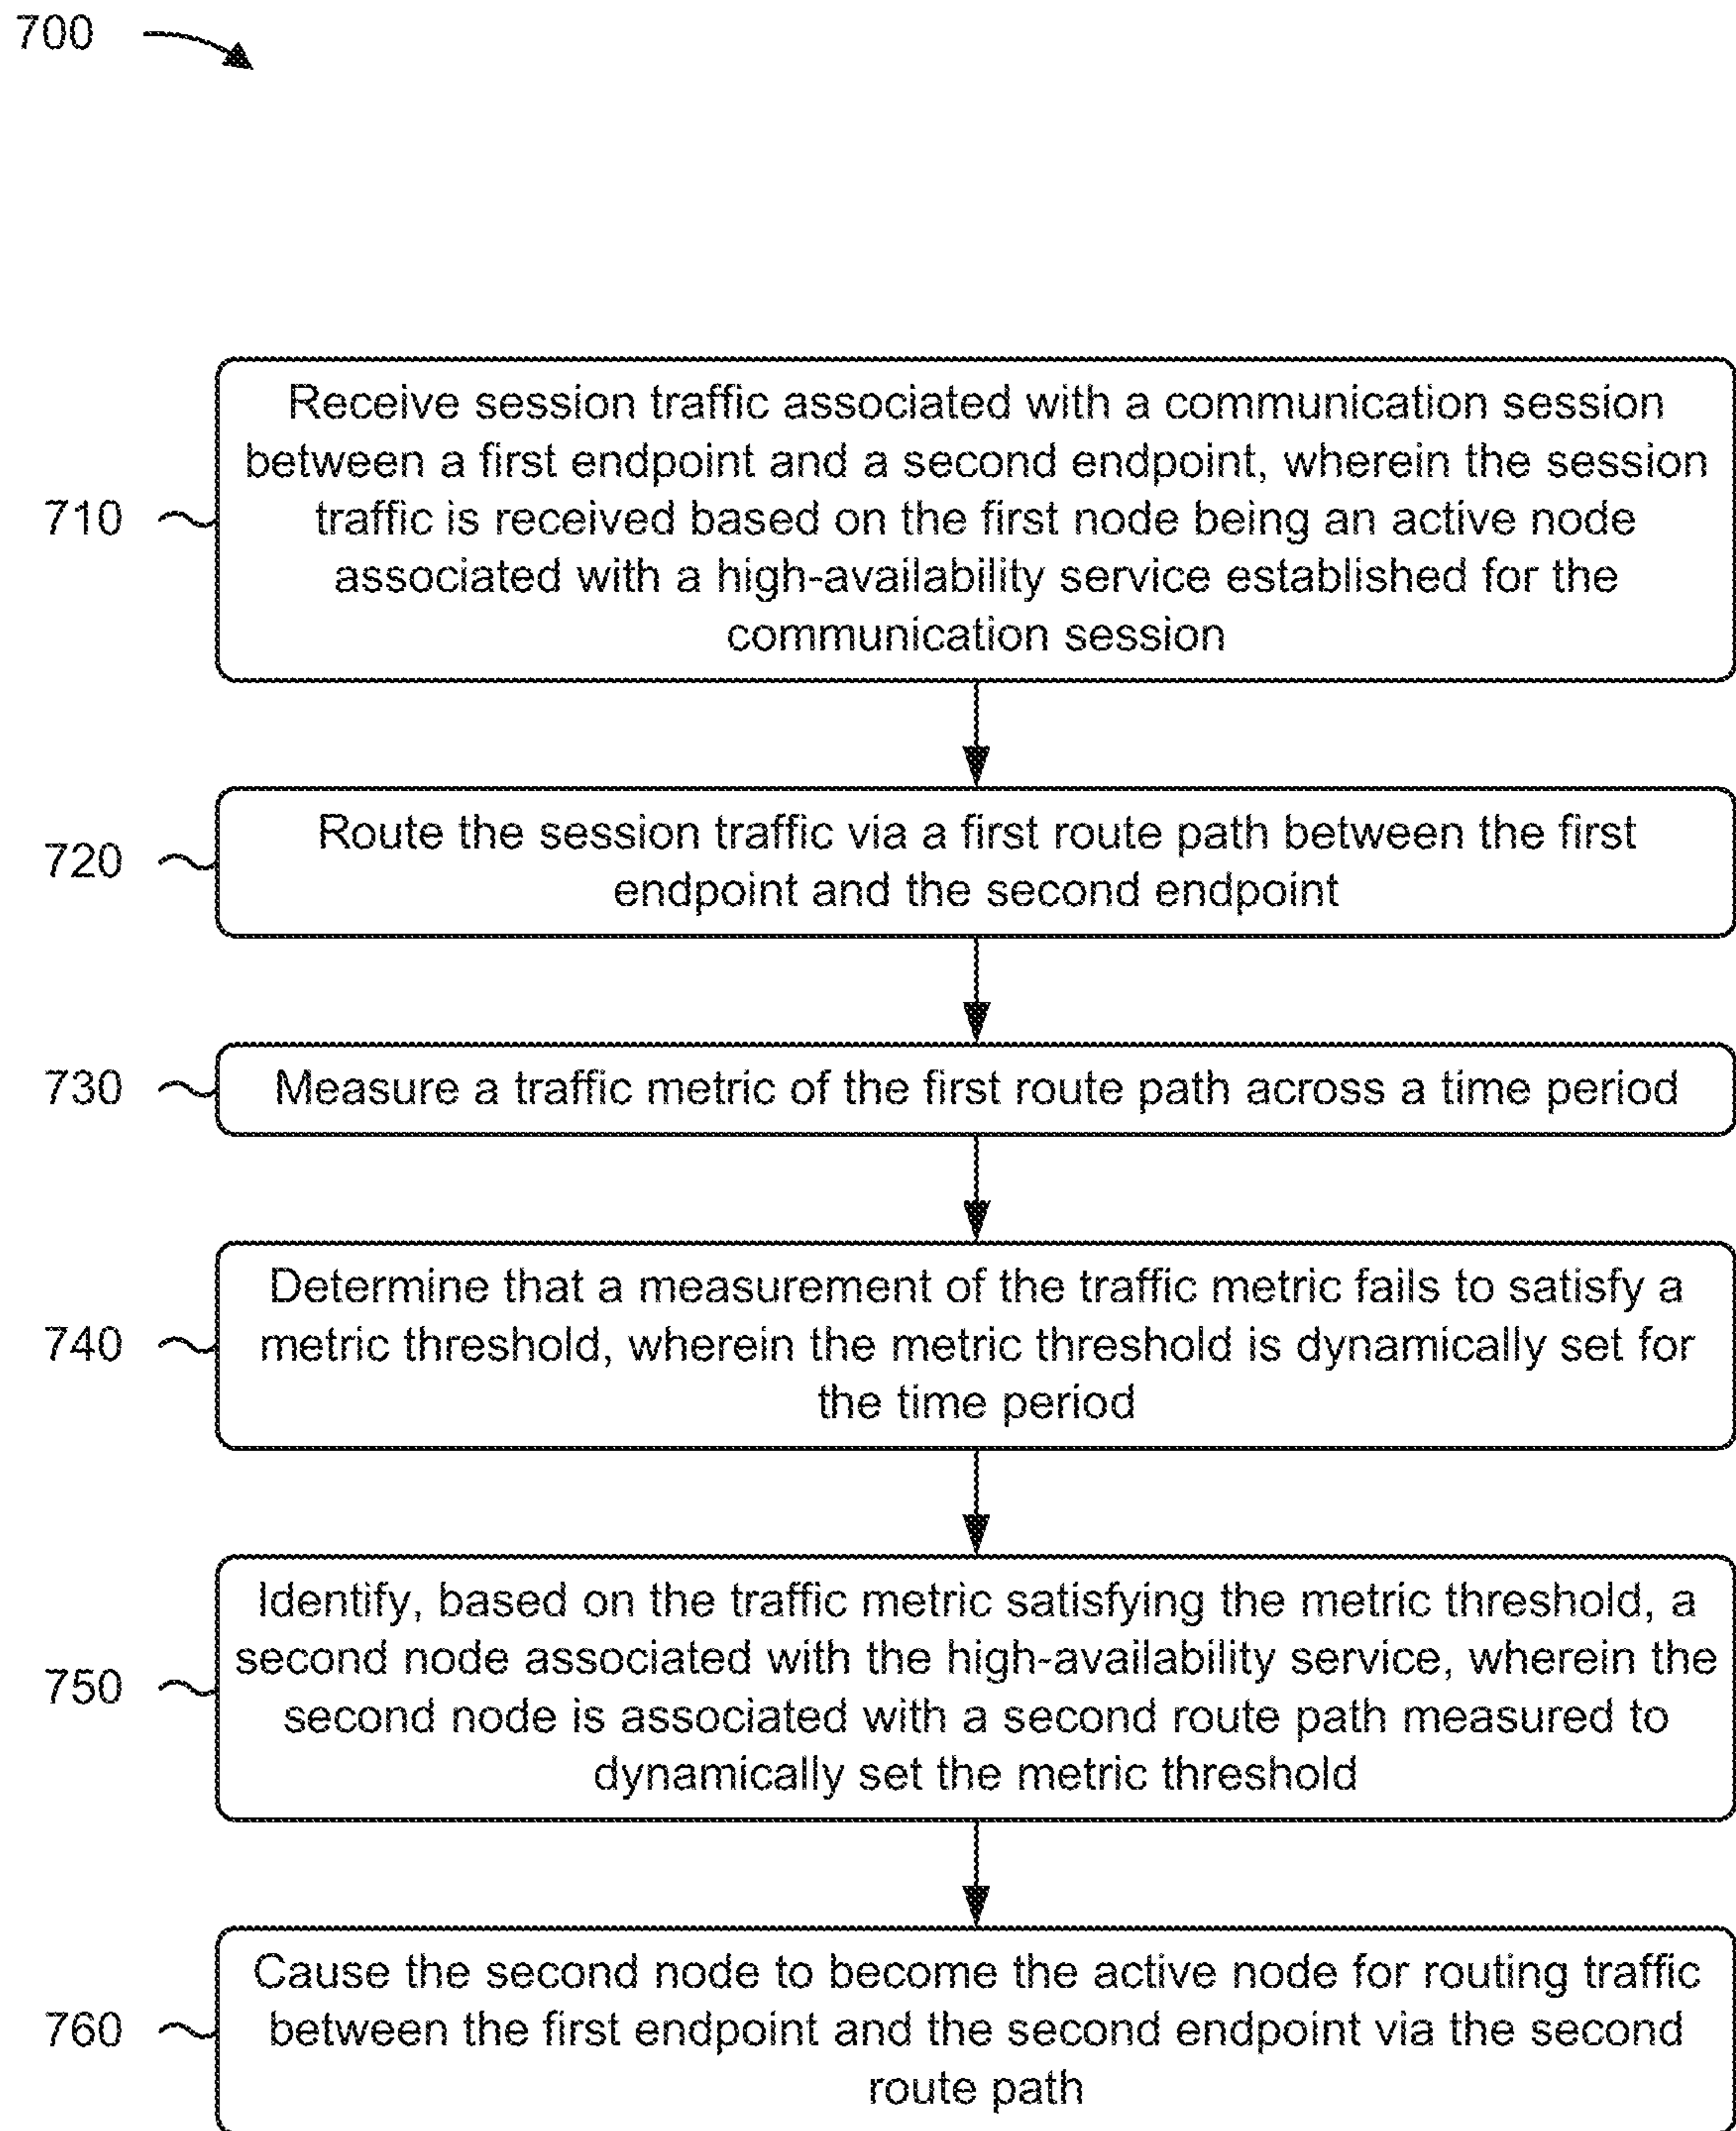 700
Receive session traffic associated with a communication session
between a first endpoint and a second endpoint, wherein the session
710
traffic is received based on the first node being an active node
associated with a high-availability service established for the
communication session
Route the session traffic via a first route path between the first
720
endpoint and the second endpoint
730
Measure a traffic metric of the first route path across a time period
Determine that a measurement of the traffic metric fails to satisfy a
740
metric threshold, wherein the metric threshold is dynamically set for
the time period
Identify, based on the traffic metric satisfying the metric threshold, a
second node associated with the high-availability service, wherein the
750
second node is associated with a second route path measured to
dynamically set the metric threshold
Cause the second node to become the active node for routing traffic
760
between the first endpoint and the second endpoint via the second
route path